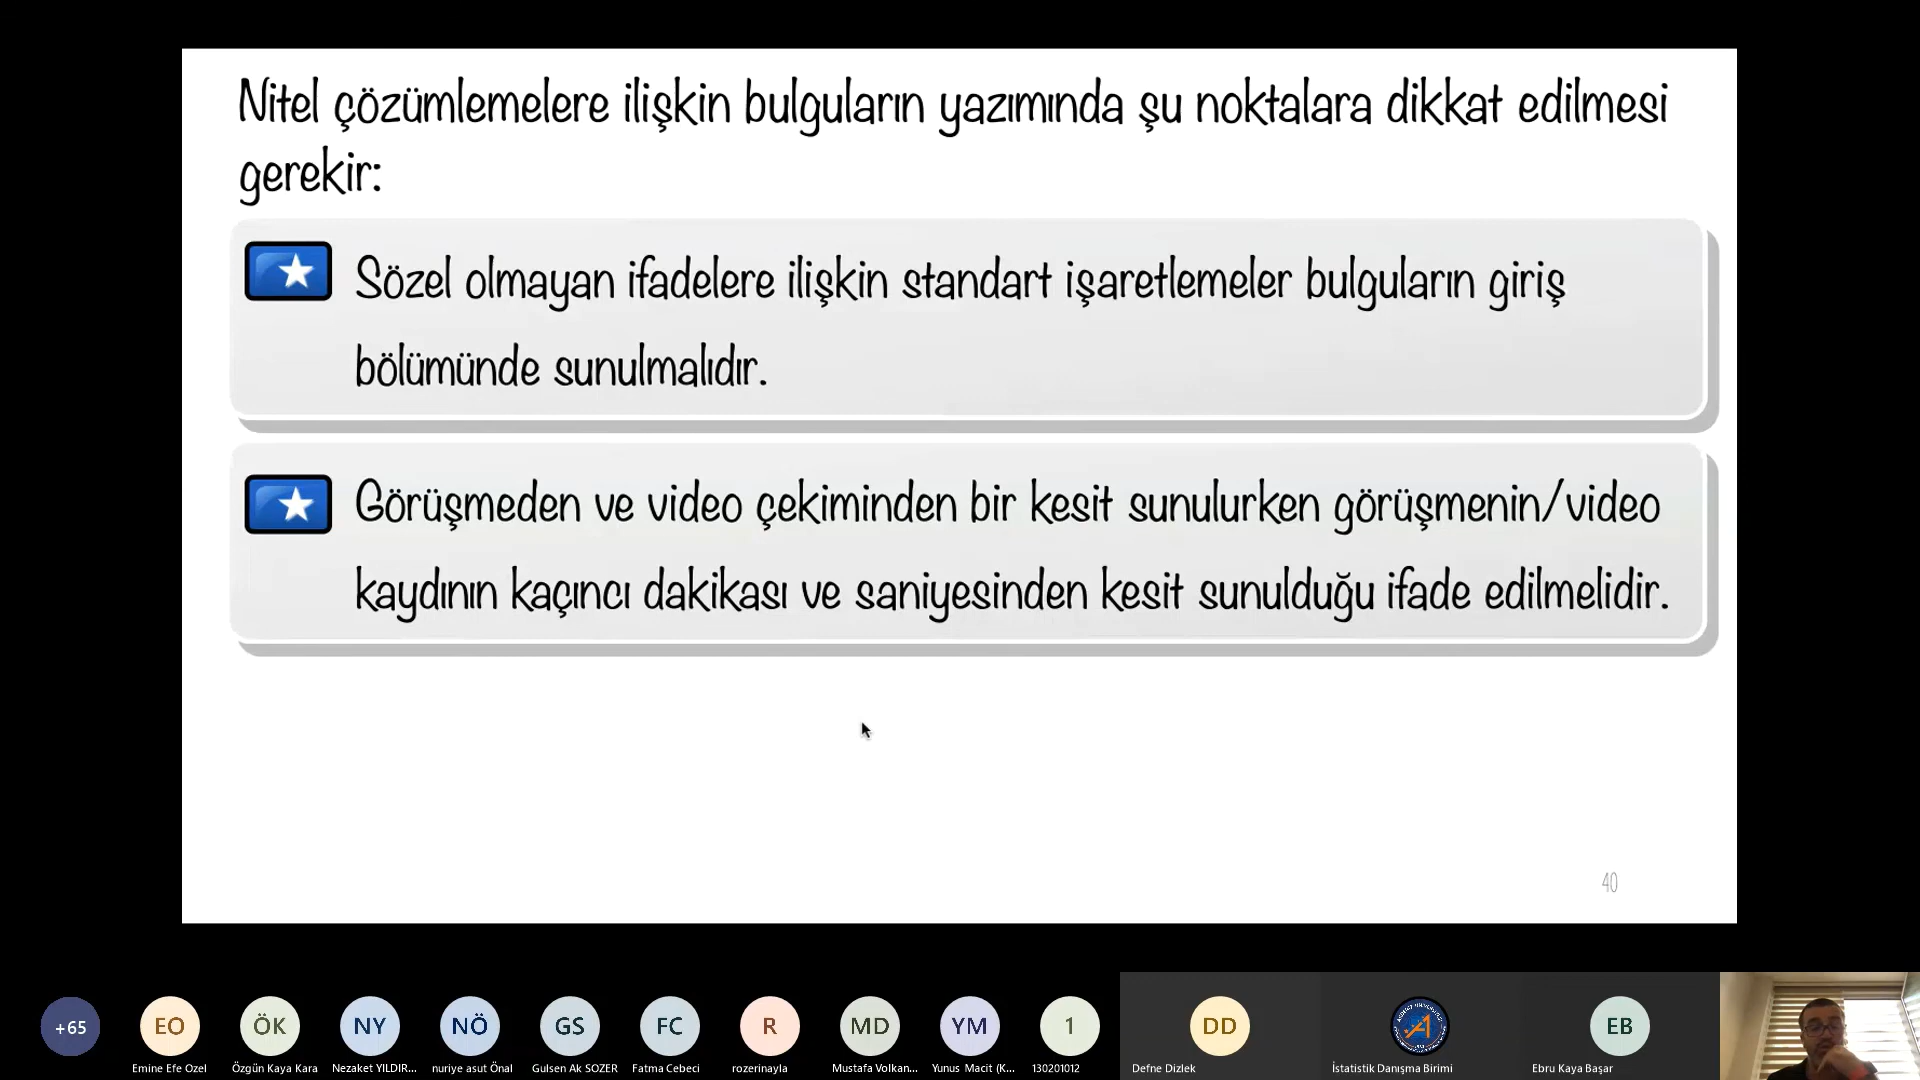 Nitel çözümlemelere ilişkin bulguların yazımında şu noktalara dikkat edilmesi
gerekir:
Sözel olmayan ifadelere ilişkin standart işaretlemeler bulguların giriş
bölümünde sunulmalıdır.
Görüşmeden ve video çekiminden bir kesit sunulurken görüşmenin/video
kaydının kaçıncı dakikası ve saniyesinden kesit sunulduğu ifade edilmelidir.
40
+65
EO
ÖK
NY
NÖ
GS
FC
R
MD
YM
1
DD
EB
Emine Efe Ozel
Özgün Kaya Kara
Nezaket YILDIR...
nuriye asut Önal
Gulsen Ak SOZER
Fatma Cebeci
rozerinayla
Mustafa Volkan...
Yunus Macit (K...
130201012
Defne Dizlek
İstatistik Danışma Birimi
Ebru Kaya Başar